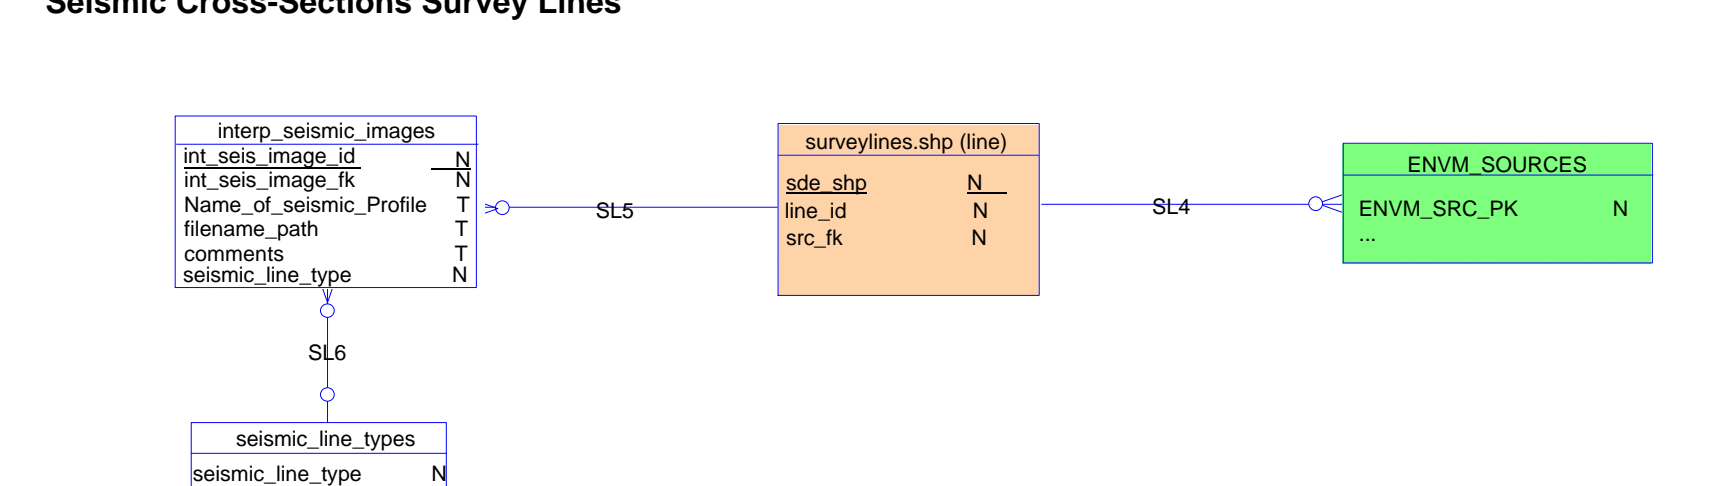 Seismic Cross-Sections Survey Lines
interp_seismic_images
int_seis_image_id N
int_seis_image_fk N
Name_of_seismic_Profile T
filename_path T
comments T
seismic_line_type N
SL5
surveylines.shp (line)
sde_shp N
line_id N
src_fk N
SL4
ENVM_SOURCES
ENVM_SRC_PK N
...
SL6
seismic_line_types
seismic_line_type N